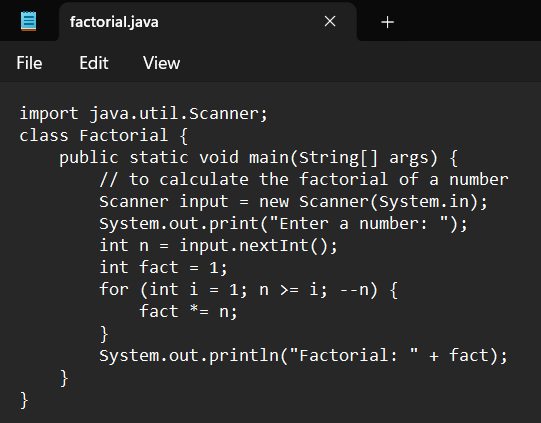 factorial.java
File Edit View
import java.util.Scanner;
class Factorial {
    public static void main(String[] args) {
        // to calculate the factorial of a number
        Scanner input = new Scanner(System.in);
        System.out.print("Enter a number: ");
        int n = input.nextInt();
        int fact = 1;
        for (int i = 1; n >= i; --n) {
            fact *= n;
        }
        System.out.println("Factorial: " + fact);
    }
}